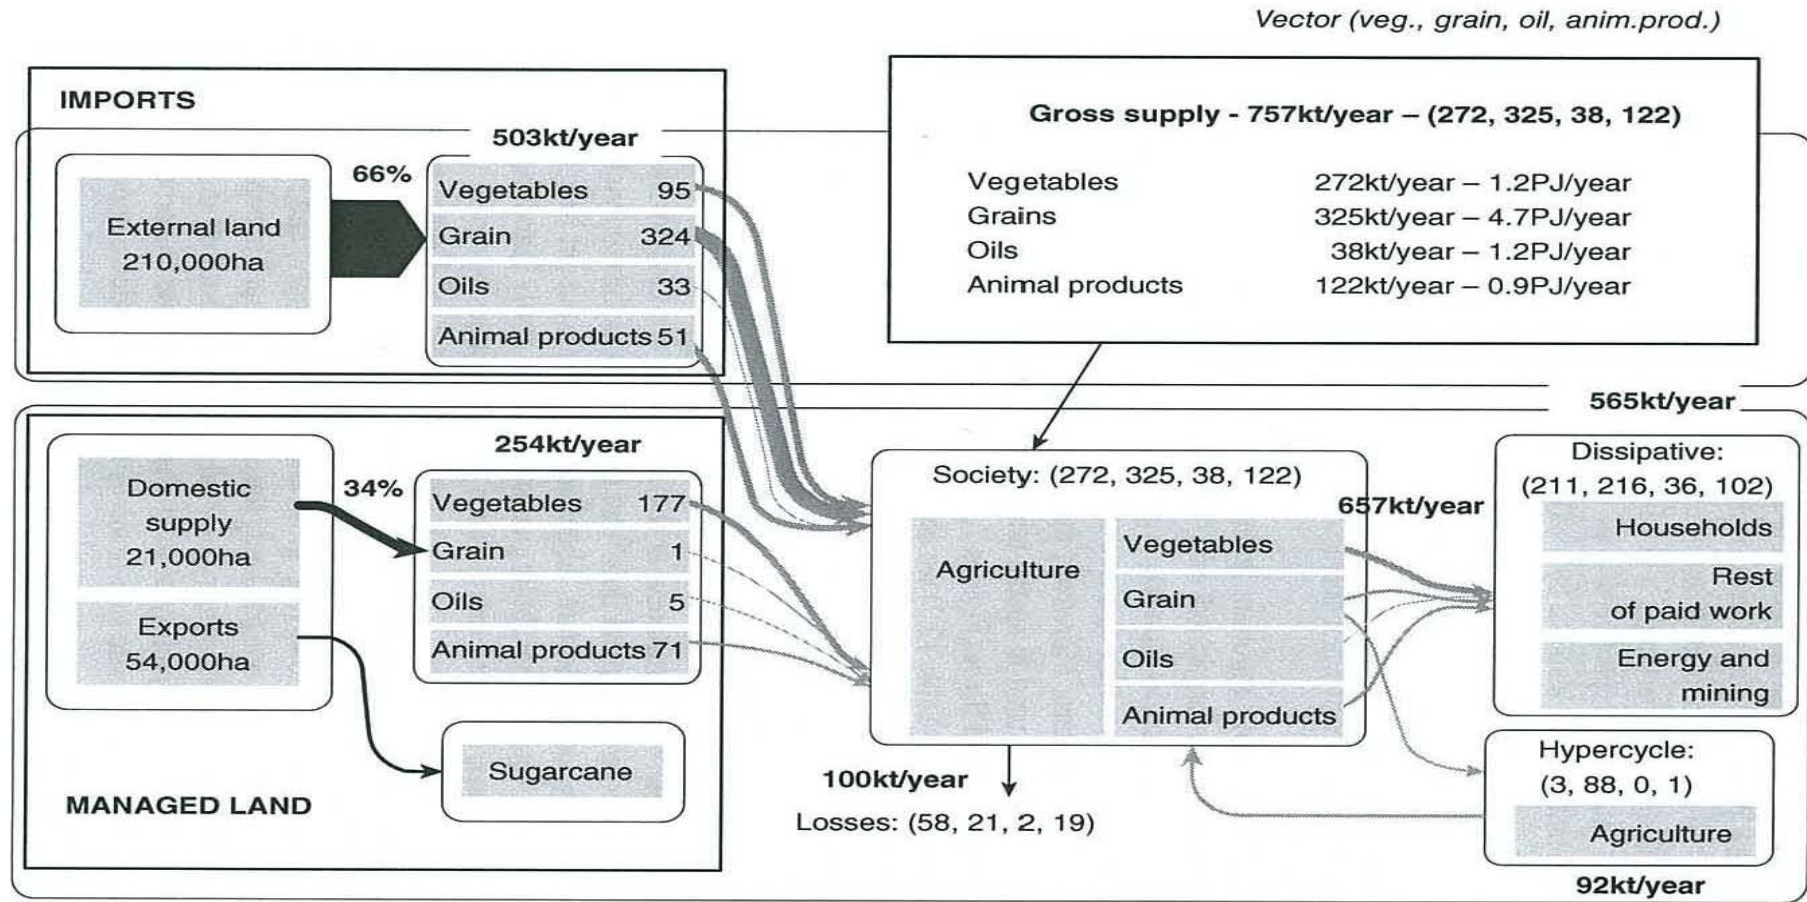 Vector (veg., grain, oil, anim.prod.)
IMPORTS
503kt/year
External land
210,000ha
66%
Vegetables 95
Grain 324
Oils 33
Animal products 51
Gross supply - 757kt/year – (272, 325, 38, 122)
Vegetables 272kt/year – 1.2PJ/year
Grains 325kt/year – 4.7PJ/year
Oils 38kt/year – 1.2PJ/year
Animal products 122kt/year – 0.9PJ/year
565kt/year
254kt/year
Domestic
supply
21,000ha
34%
Exports
54,000ha
Vegetables 177
Grain 1
Oils 5
Animal products 71
Sugarcane
MANAGED LAND
Society: (272, 325, 38, 122)
Agriculture
Vegetables
Grain
Oils
Animal products
657kt/year
Dissipative:
(211, 216, 36, 102)
Households
Rest
of paid work
Energy and
mining
100kt/year
Losses: (58, 21, 2, 19)
Hypercycle:
(3, 88, 0, 1)
Agriculture
92kt/year